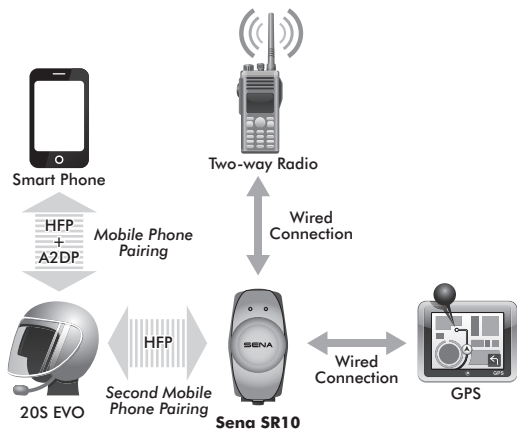 Two-way Radio
Smart Phone
HFP
+
A2DP
Mobile Phone
Pairing
Wired
Connection
HFP
SENA
GPS
Wired
Connection
GPS
Second Mobile
Phone Pairing
20S EVO
Sena SR10